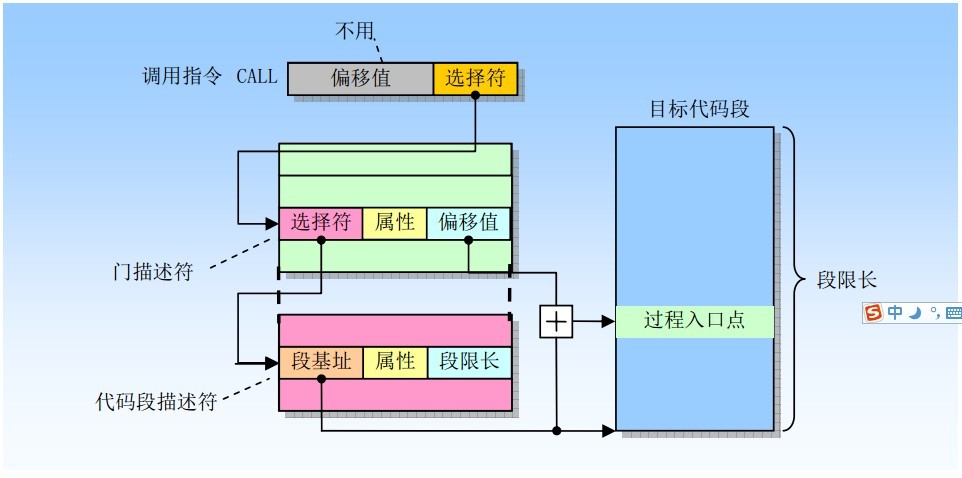 不用
调用指令 CALL 偏移值 选择符
目标代码段
选择符 属性 偏移值
门描述符
段限长
过程入口点
中
段基址 属性 段限长
代码段描述符